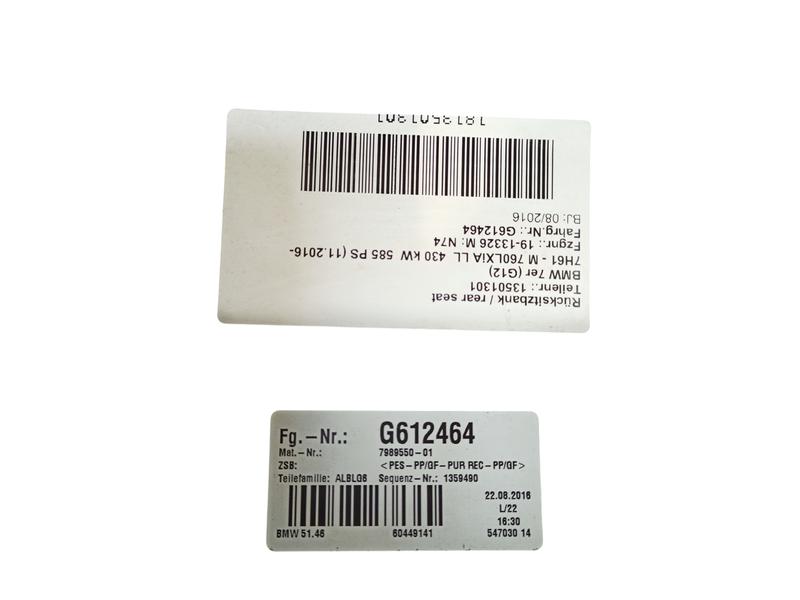 Rücksitzbank / rear seat
Teilenr.: 13501301
BMW 7er (G12)
7H61 - M 760LXiA LL 430 kW 585 PS (11.2016-
Fzgnr.: 19-13326 M: N74
Fahrg.Nr.: G612464
BJ: 08/2016
Fg.-Nr.: G612464
Mat.-Nr.: 7989550-01
ZSB: <PES-PP/GF-PUR REC-PP/GF>
Teilefamilie: ALBLG6 Sequenz-Nr.: 1359490
22.08.2016
L/22
16:30
BMW 51.46 60449141 547030 14